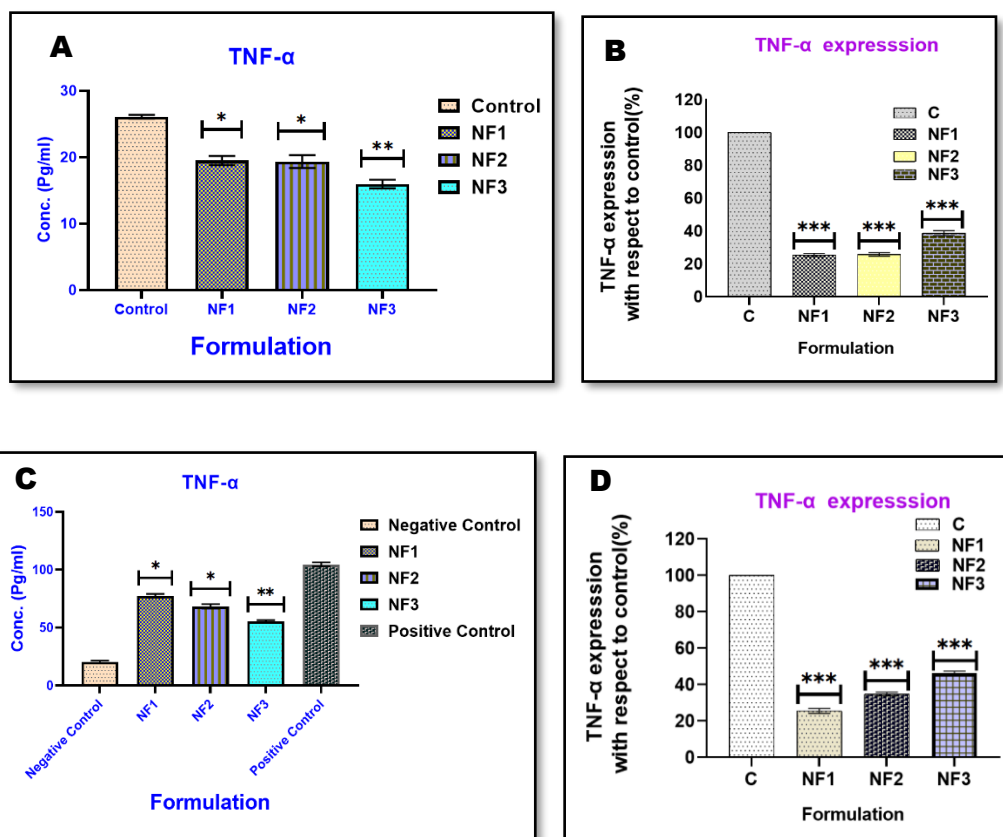 A
TNF-α
Conc. (Pg/ml)
30
20
10
0
*
*
**
Control
NF1
NF2
NF3
Control
NF1
NF2
NF3
Formulation
B
TNF-α expresssion
TNF-α expresssion
with respect to control(%)
120
100
80
60
40
20
0
***
***
***
C
NF1
NF2
NF3
C
NF1
NF2
NF3
Formulation
C
TNF-α
Conc. (Pg/ml)
150
100
50
0
*
*
**
Negative Control
NF1
NF2
NF3
Positive Control
Negative Control
NF1
NF2
NF3
Positive Control
Formulation
D
TNF-α expresssion
TNF-α expresssion
with respect to control(%)
120
100
80
60
40
20
0
***
***
***
C
NF1
NF2
NF3
C
NF1
NF2
NF3
Formulation